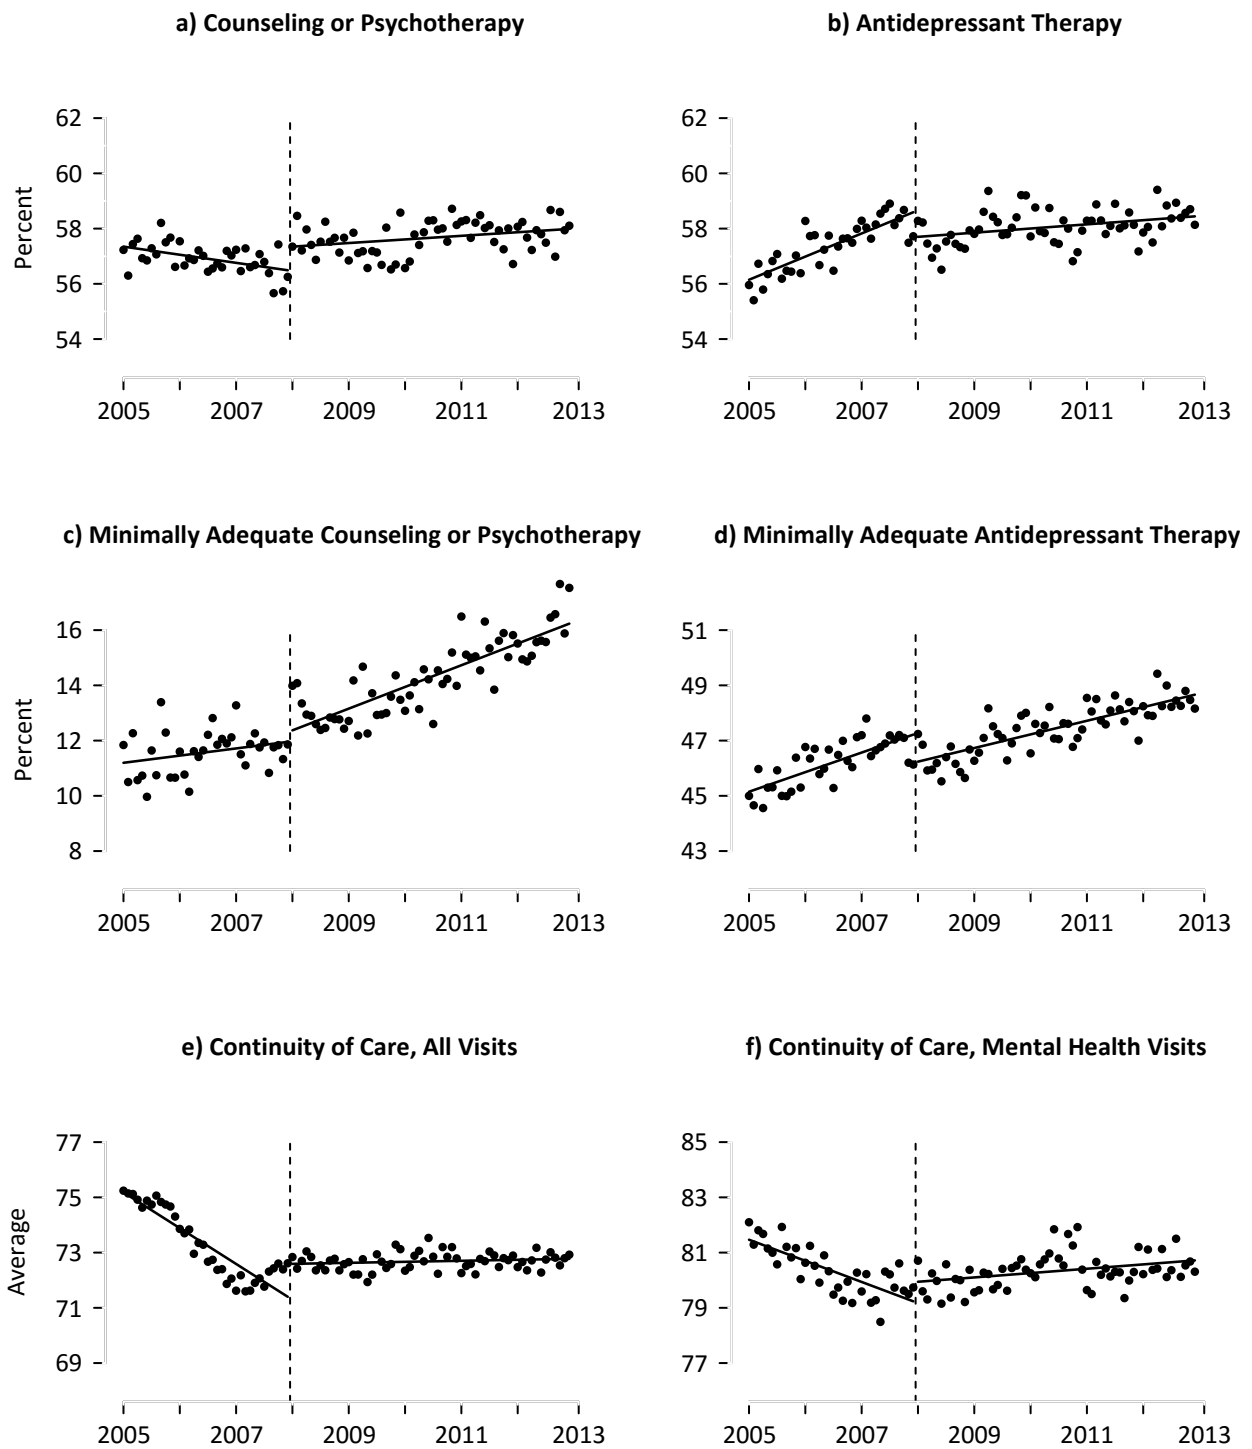 a) Counseling or Psychotherapy
Percent
62
60
58
56
54
2005 2007 2009 2011 2013
b) Antidepressant Therapy
62
60
58
56
54
2005 2007 2009 2011 2013
c) Minimally Adequate Counseling or Psychotherapy
Percent
16
14
12
10
8
2005 2007 2009 2011 2013
d) Minimally Adequate Antidepressant Therapy
51
49
47
45
43
2005 2007 2009 2011 2013
e) Continuity of Care, All Visits
Average
77
75
73
71
69
2005 2007 2009 2011 2013
f) Continuity of Care, Mental Health Visits
85
83
81
79
77
2005 2007 2009 2011 2013